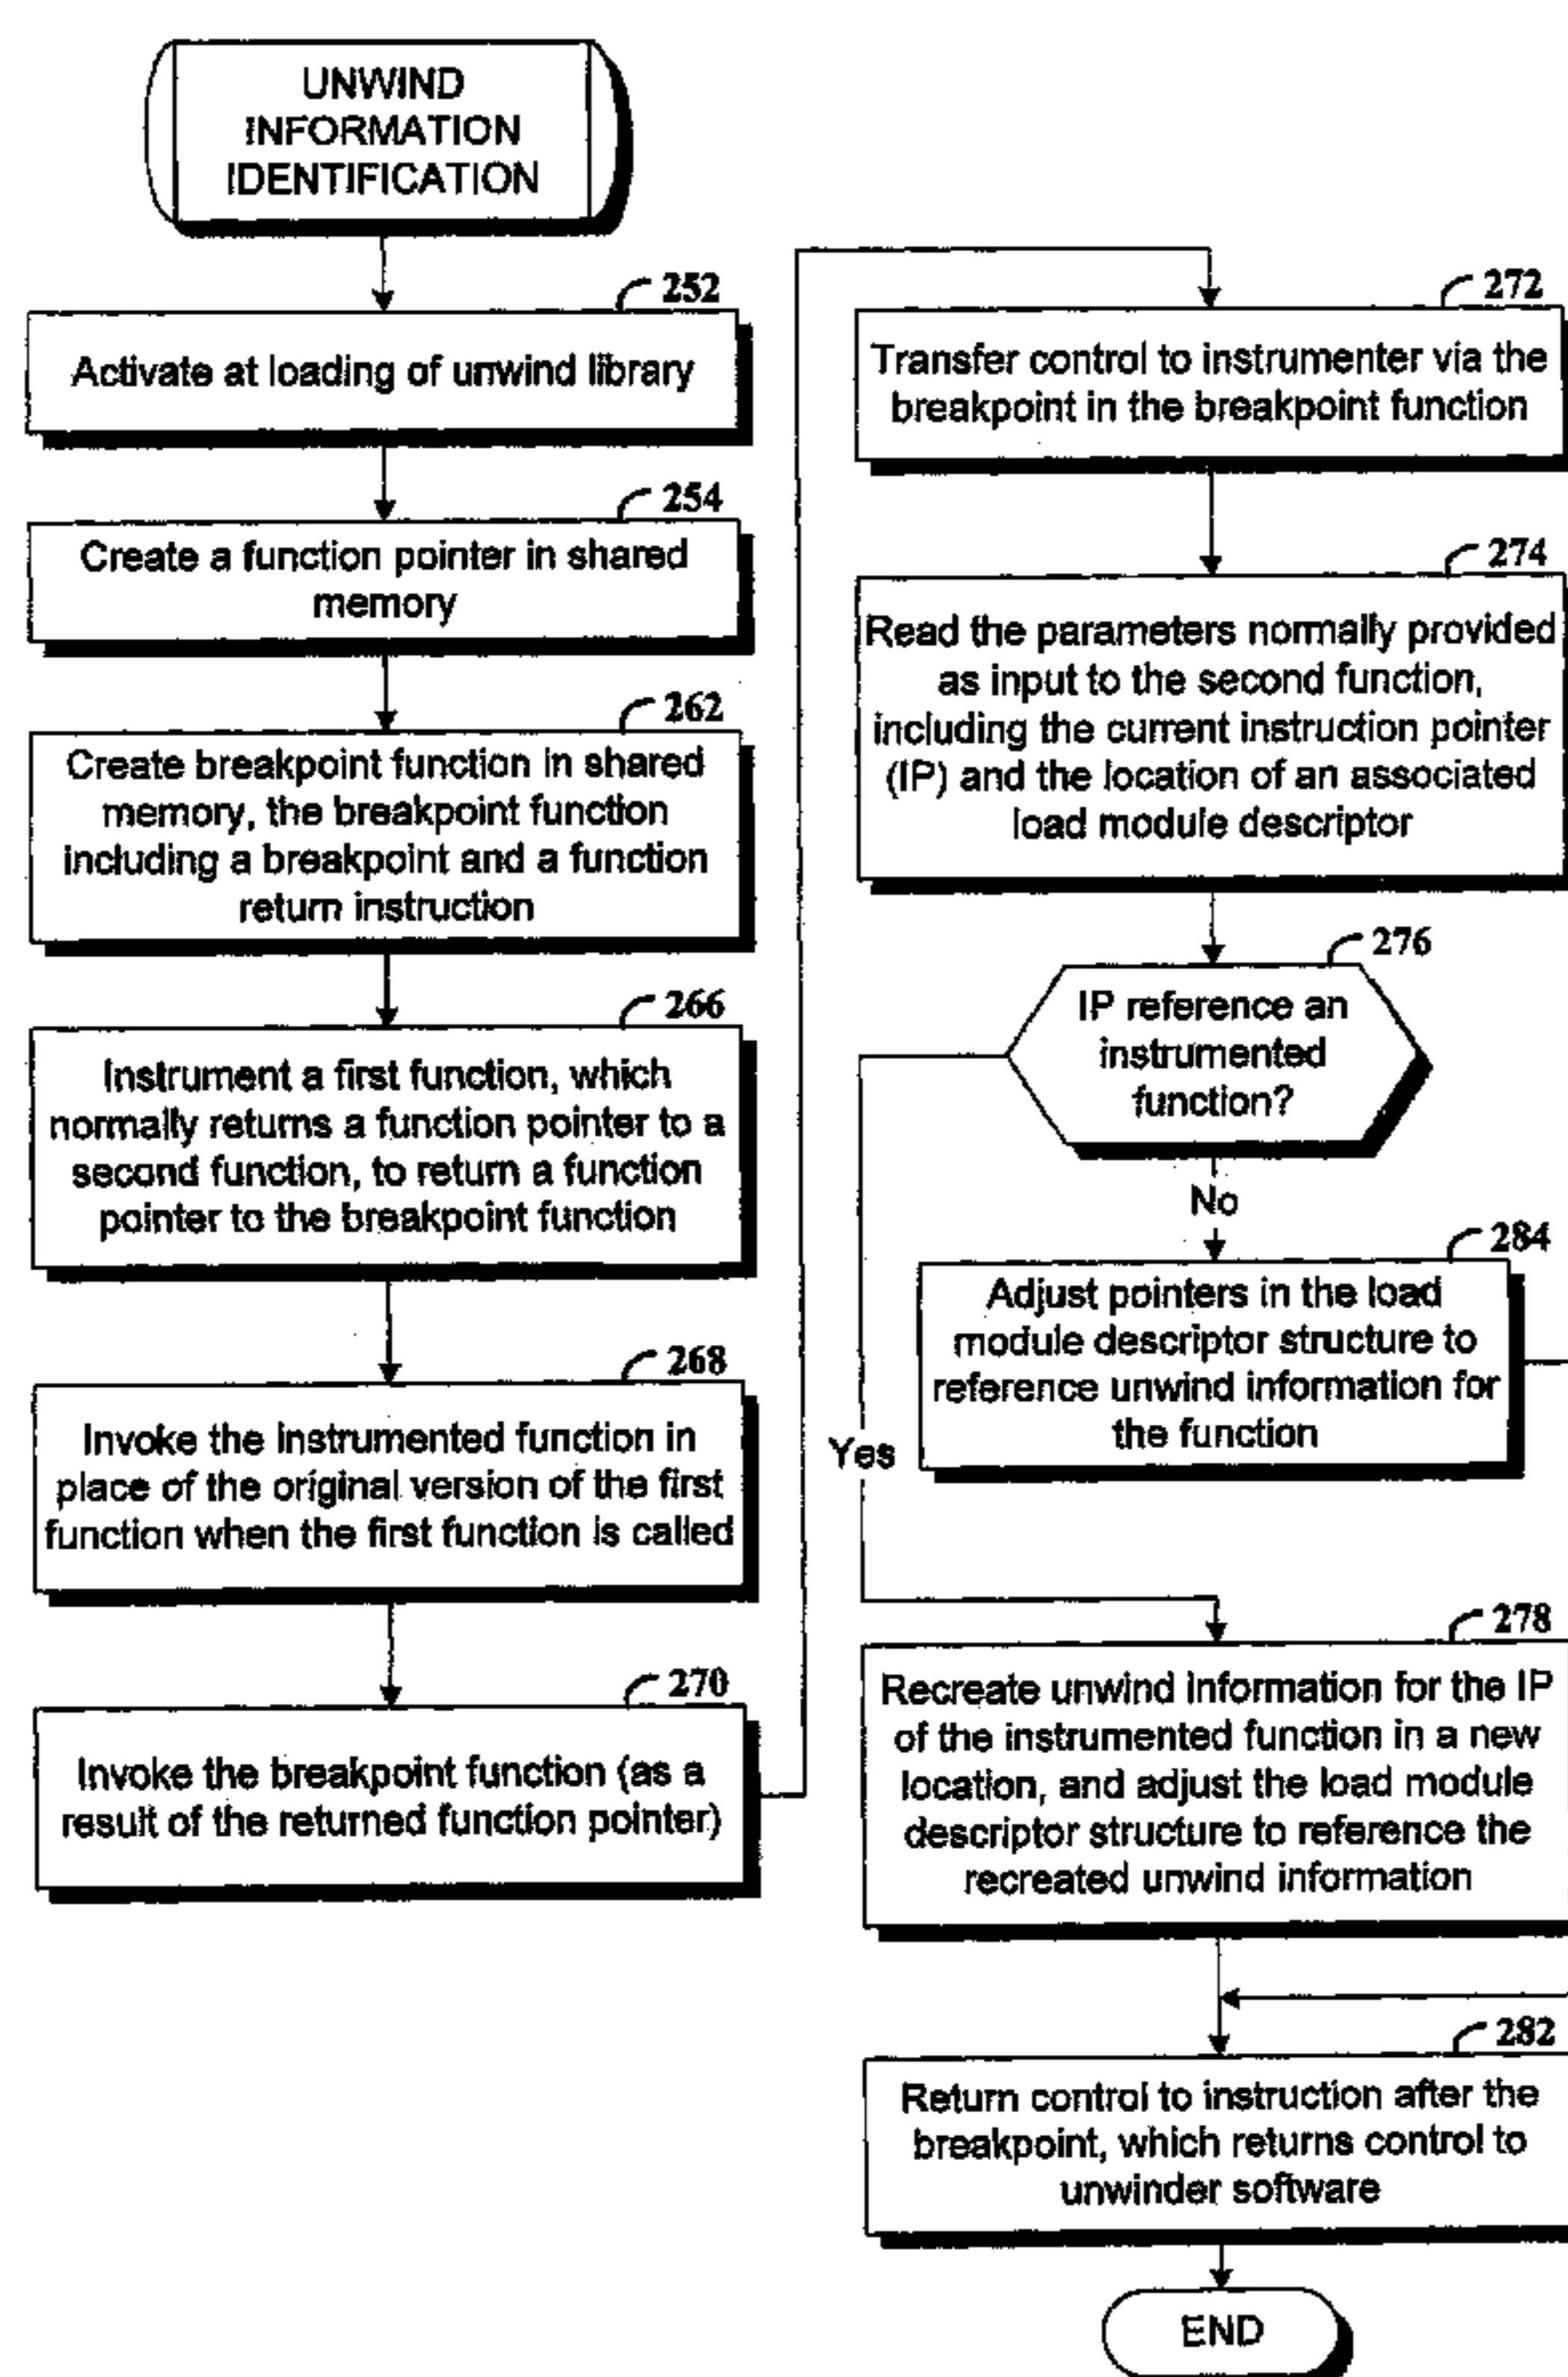 UNWIND
INFORMATION
IDENTIFICATION
252
Activate at loading of unwind library
254
Create a function pointer in shared
memory
262
Create breakpoint function in shared
memory, the breakpoint function
including a breakpoint and a function
return instruction
266
Instrument a first function, which
normally returns a function pointer to a
second function, to return a function
pointer to the breakpoint function
268
Invoke the instrumented function in
place of the original version of the first
function when the first function is called
270
Invoke the breakpoint function (as a
result of the returned function pointer)
272
Transfer control to instrumenter via the
breakpoint in the breakpoint function
274
Read the parameters normally provided
as input to the second function,
including the current instruction pointer
(IP) and the location of an associated
load module descriptor
276
IP reference an
instrumented
function?
No
284
Adjust pointers in the load
module descriptor structure to
reference unwind information for
the function
Yes
278
Recreate unwind information for the IP
of the instrumented function in a new
location, and adjust the load module
descriptor structure to reference the
recreated unwind information
282
Return control to instruction after the
breakpoint, which returns control to
unwinder software
END